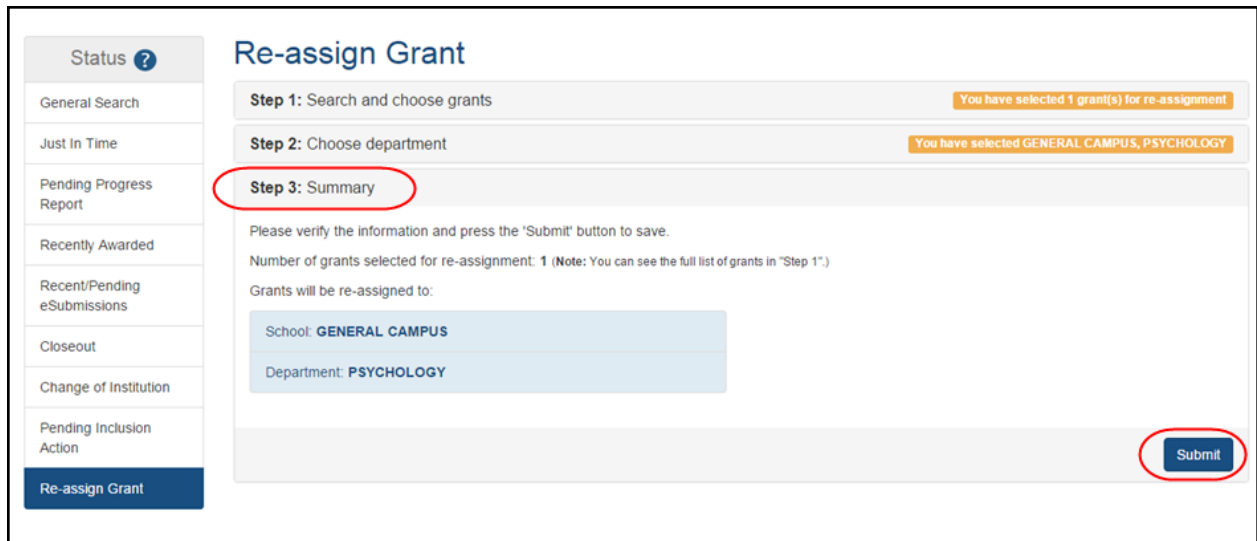 Status ?
General Search
Just In Time
Pending Progress
Report
Recently Awarded
Recent/Pending
eSubmissions
Closeout
Change of Institution
Pending Inclusion
Action
Re-assign Grant
Re-assign Grant
Step 1: Search and choose grants You have selected 1 grant(s) for re-assignment
Step 2: Choose department You have selected GENERAL CAMPUS, PSYCHOLOGY
Step 3: Summary
Please verify the information and press the 'Submit' button to save.
Number of grants selected for re-assignment: 1 (Note: You can see the full list of grants in "Step 1".)
Grants will be re-assigned to:
School: GENERAL CAMPUS
Department: PSYCHOLOGY
Submit